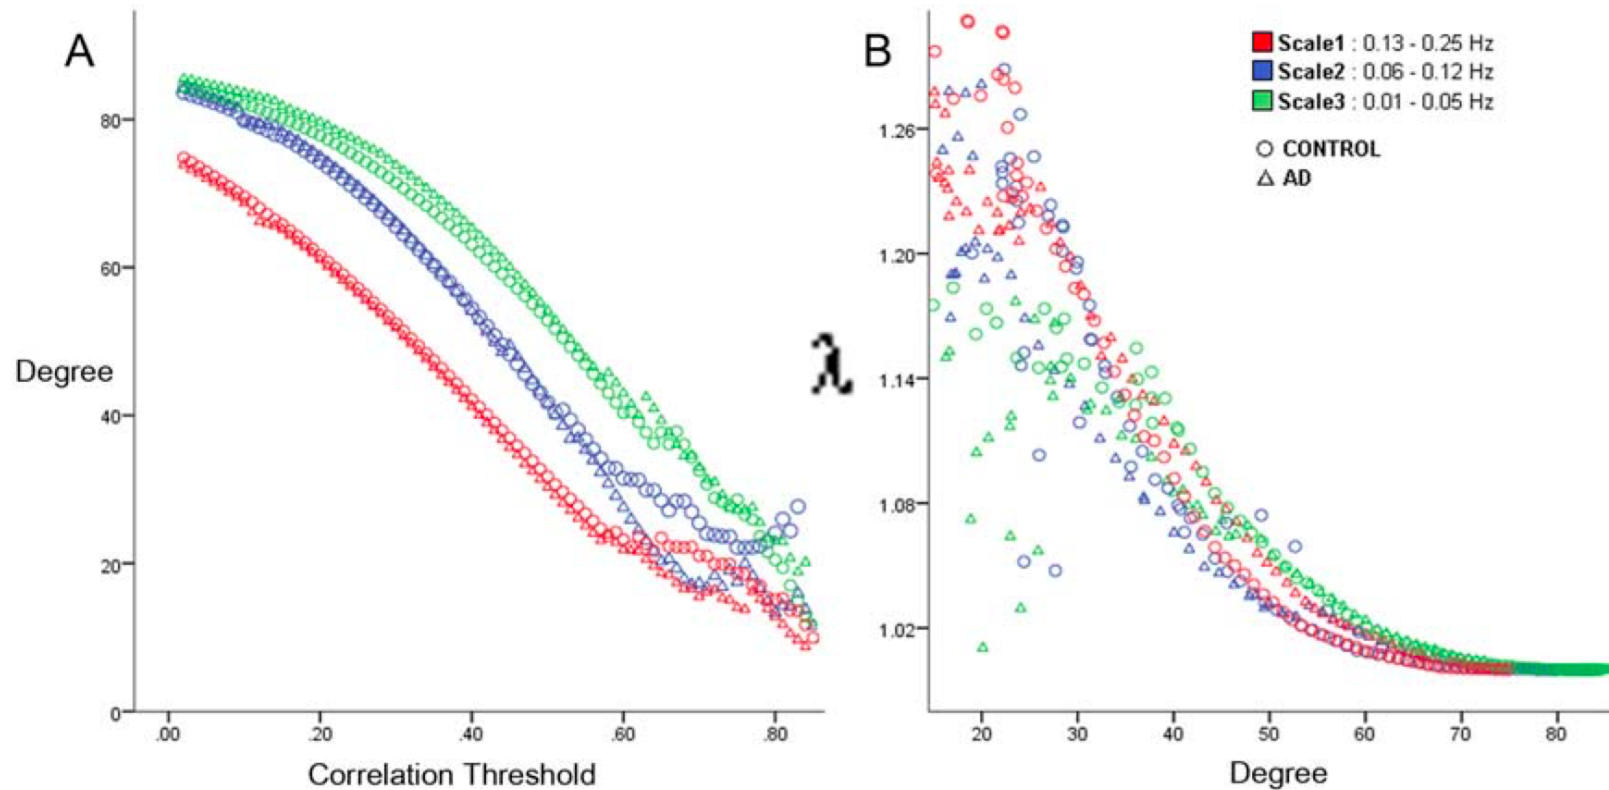 A
80
60
Degree
40
20
0
.00 .20 .40 .60 .80
Correlation Threshold
B
Scale1 : 0.13 - 0.25 Hz
Scale2 : 0.06 - 0.12 Hz
Scale3 : 0.01 - 0.05 Hz
CONTROL
AD
1.26
1.20
λ
1.14
1.08
1.02
20 30 40 50 60 70 80
Degree